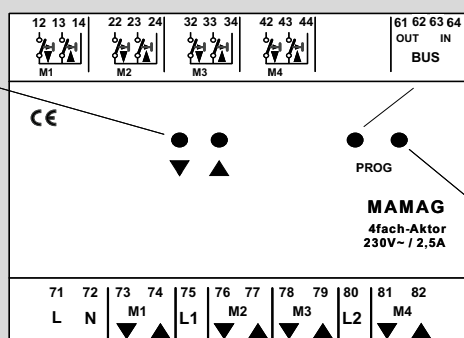 12 13 14 22 23 24 32 33 34 42 43 44 61 62 63 64
OUT IN
BUS
M1 M2 M3 M4
CE
PROG
MAMAG
4fach-Aktor
230V~ / 2,5A
71 72 73 74 75 76 77 78 79 80 81 82
L N M1 L1 M2 M3 L2 M4